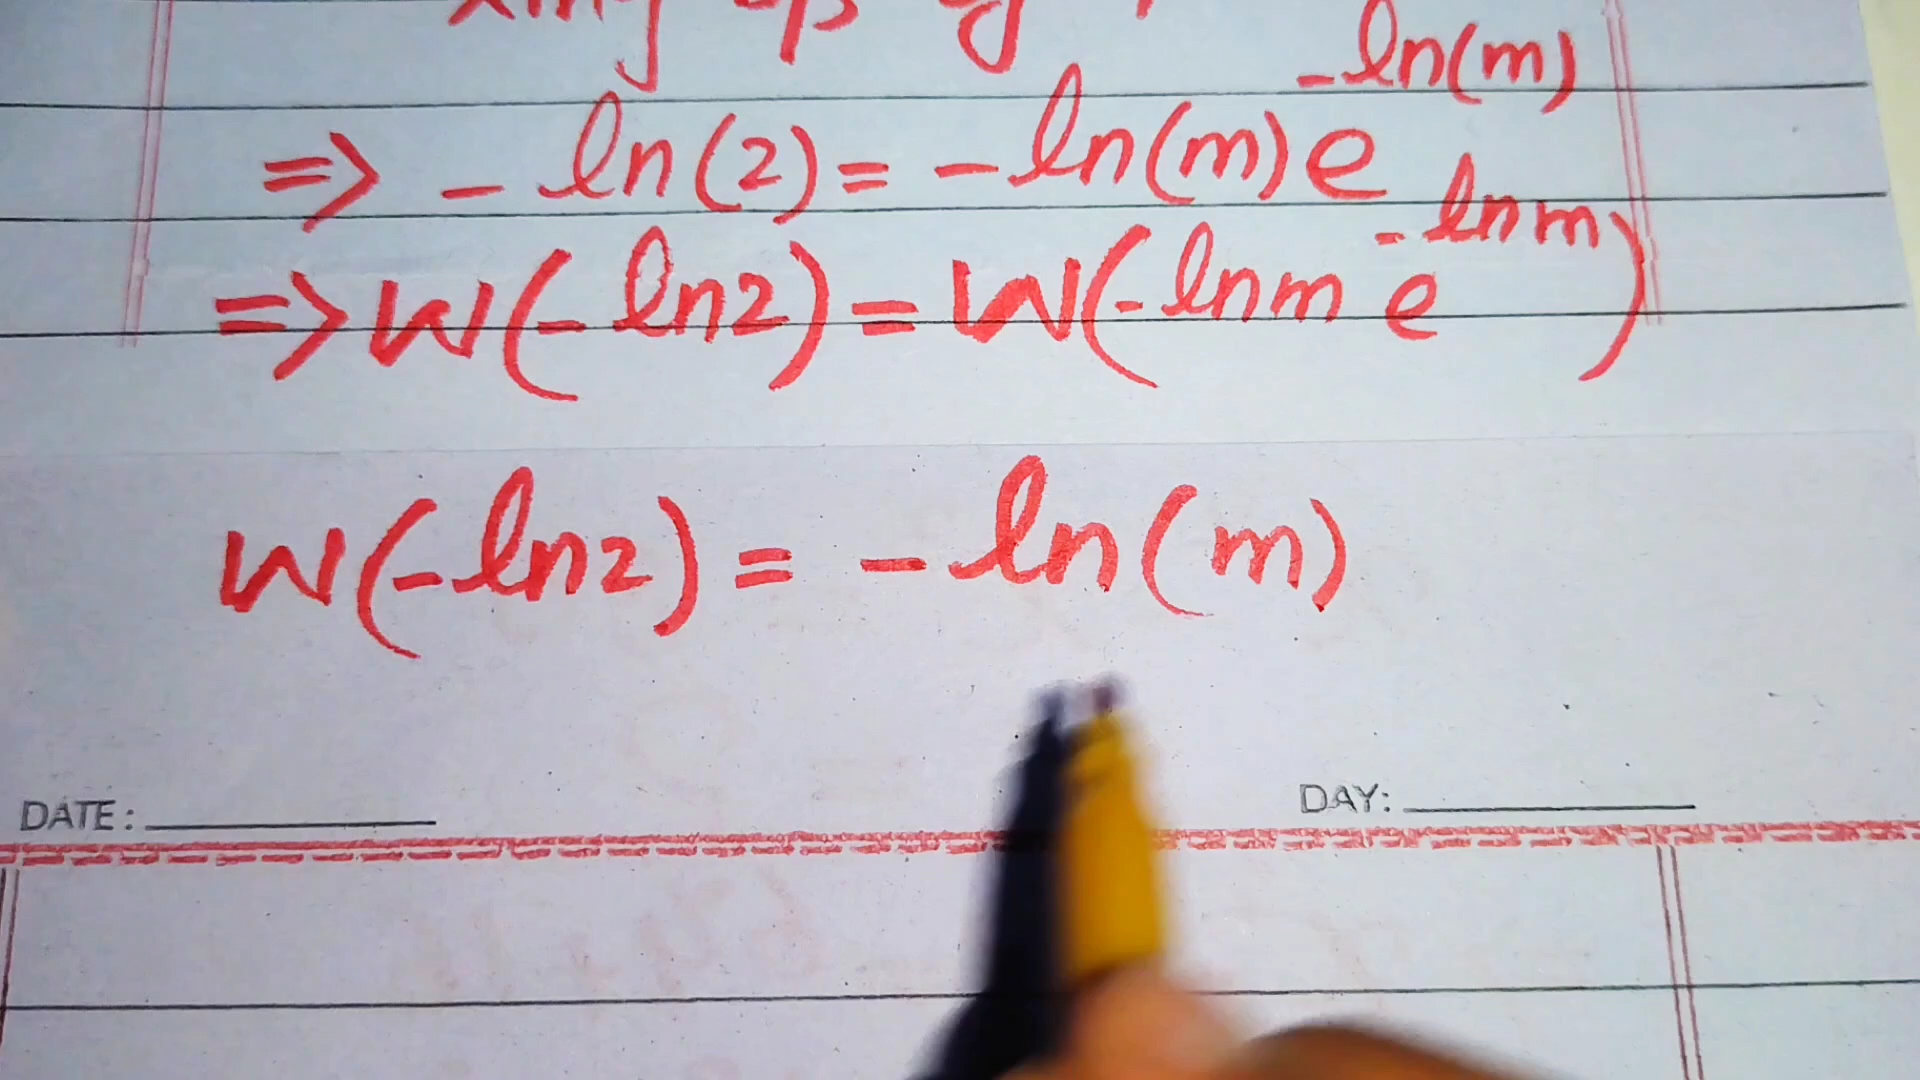 => - ln(2) = - ln(m) e^-ln(m)
=> W(- ln2) = W(- lnm e^-lnm)
W(-ln2) = - ln(m)
DATE: DAY: